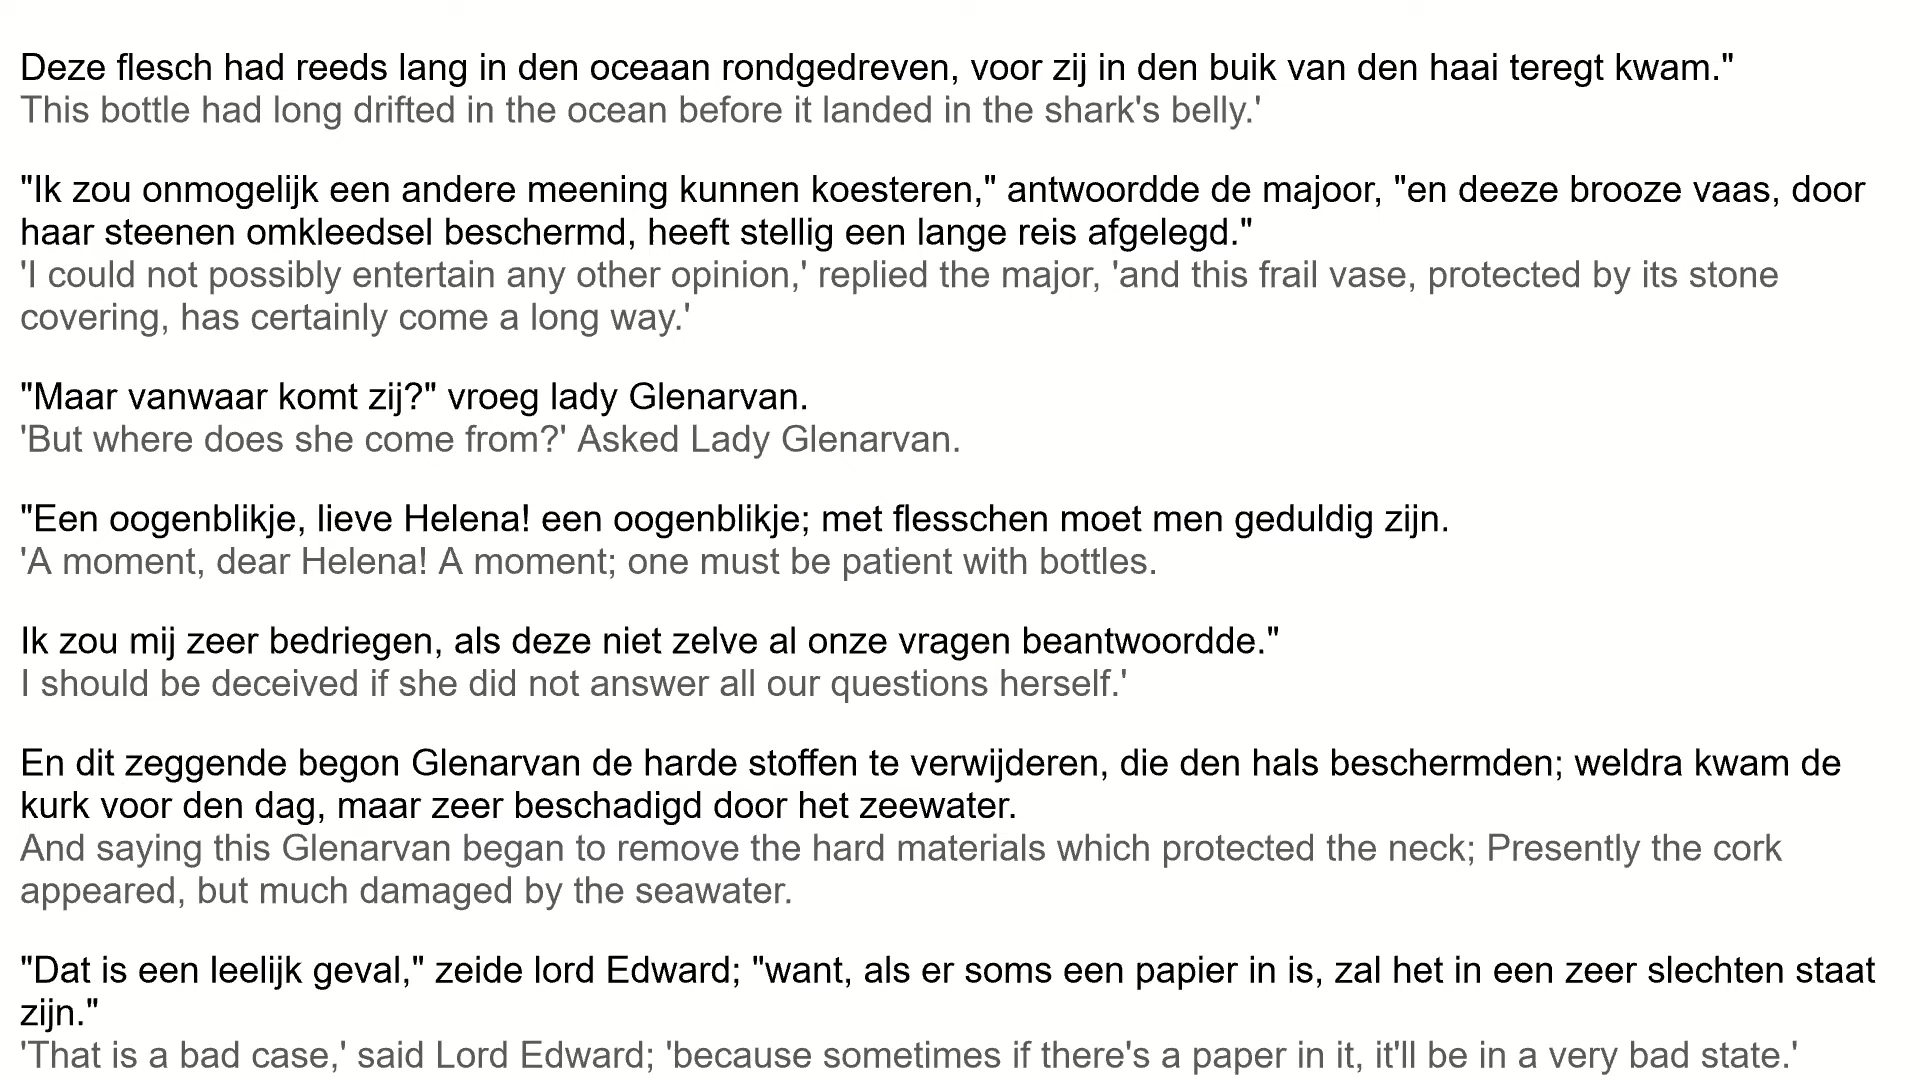 Deze flesch had reeds lang in den oceaan rondgedreven, voor zij in den buik van den haai teregt kwam."
This bottle had long drifted in the ocean before it landed in the shark's belly.'
"Ik zou onmogelijk een andere meening kunnen koesteren," antwoordde de majoor, "en deeze brooze vaas, door
haar steenen omkleedsel beschermd, heeft stellig een lange reis afgelegd."
'I could not possibly entertain any other opinion,' replied the major, 'and this frail vase, protected by its stone
covering, has certainly come a long way.'
"Maar vanwaar komt zij?" vroeg lady Glenarvan.
'But where does she come from?' Asked Lady Glenarvan.
"Een oogenblikje, lieve Helena! een oogenblikje; met flesschen moet men geduldig zijn.
'A moment, dear Helena! A moment; one must be patient with bottles.
Ik zou mij zeer bedriegen, als deze niet zelve al onze vragen beantwoordde."
I should be deceived if she did not answer all our questions herself.'
En dit zeggende begon Glenarvan de harde stoffen te verwijderen, die den hals beschermden; weldra kwam de
kurk voor den dag, maar zeer beschadigd door het zeewater.
And saying this Glenarvan began to remove the hard materials which protected the neck; Presently the cork
appeared, but much damaged by the seawater.
"Dat is een leelijk geval," zeide lord Edward; "want, als er soms een papier in is, zal het in een zeer slechten staat
zijn."
'That is a bad case,' said Lord Edward; 'because sometimes if there's a paper in it, it'll be in a very bad state.'